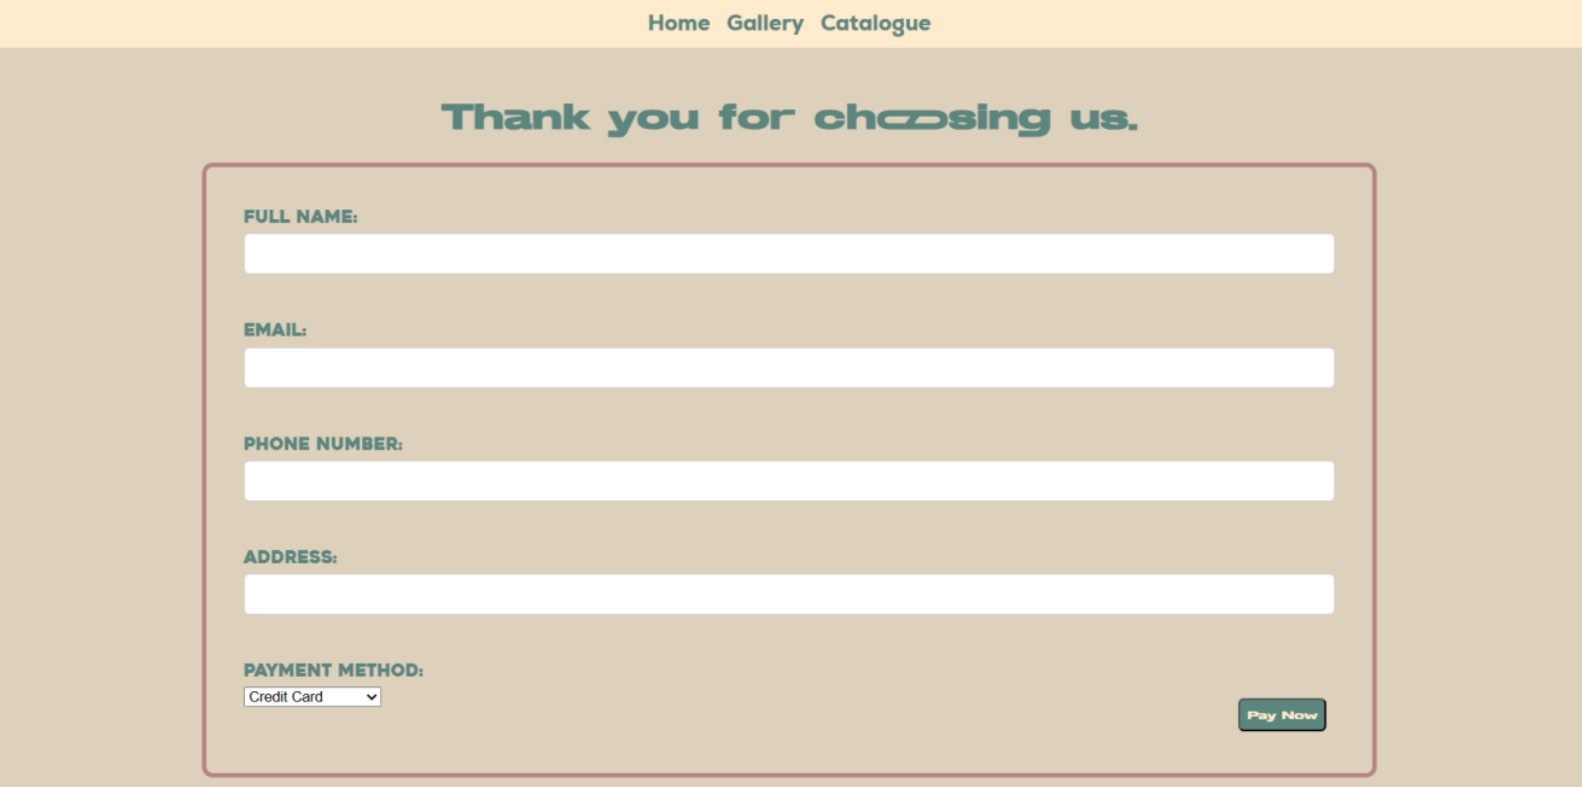 Home Gallery Catalogue
Thank you for choosing us.
FULL NAME:
EMAIL:
PHONE NUMBER:
ADDRESS:
PAYMENT METHOD:
Credit Card
Pay Now